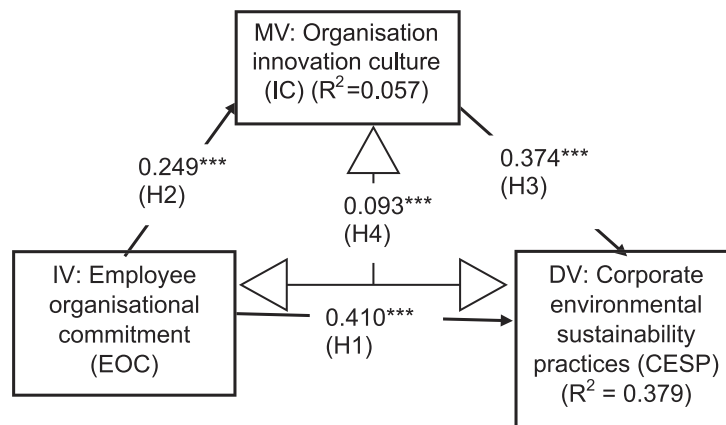 MV: Organisation
innovation culture
(IC) (R²=0.057)
0.249***
(H2)
0.374***
(H3)
0.093***
(H4)
IV: Employee
organisational
commitment
(EOC)
0.410***
(H1)
DV: Corporate
environmental
sustainability
practices (CESP)
(R² = 0.379)